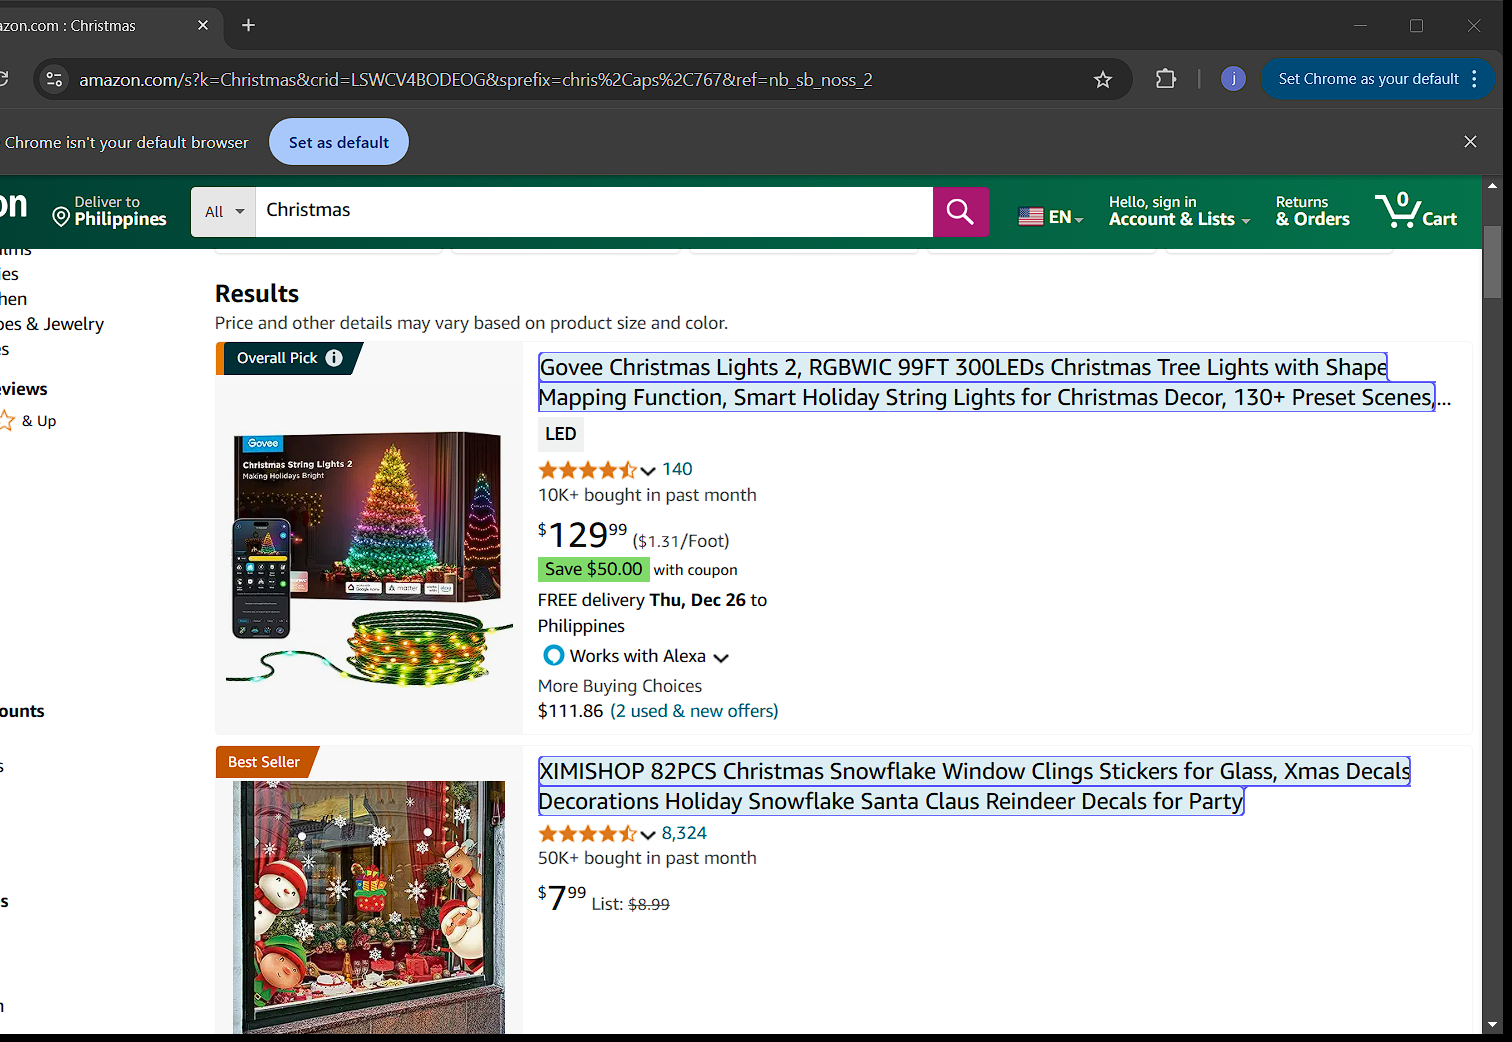 azon.com : Christmas
amazon.com/s?k=Christmas&crid=LSWCV4BODEOG&sprefix=chris%2Caps%2C767&ref=nb_sb_noss_2
j
Set Chrome as your default
Chrome isn't your default browser
Set as default
on
Deliver to
Philippines
All
Christmas
EN
Hello, sign in
Account & Lists
Returns
& Orders
0
Cart
ies
hen
oes & Jewelry
s
eviews
& Up
ounts
s
s
n
Results
Price and other details may vary based on product size and color.
Overall Pick
Govee
Christmas String Lights 2
Making Holidays Bright
matter
Govee Christmas Lights 2, RGBWIC 99FT 300LEDs Christmas Tree Lights with Shape
Mapping Function, Smart Holiday String Lights for Christmas Decor, 130+ Preset Scenes,...
LED
140
10K+ bought in past month
$129.99 ($1.31/Foot)
Save $50.00 with coupon
FREE delivery Thu, Dec 26 to
Philippines
Works with Alexa
More Buying Choices
$111.86 (2 used & new offers)
Best Seller
XIMISHOP 82PCS Christmas Snowflake Window Clings Stickers for Glass, Xmas Decals
Decorations Holiday Snowflake Santa Claus Reindeer Decals for Party
8,324
50K+ bought in past month
$7.99 List: $8.99